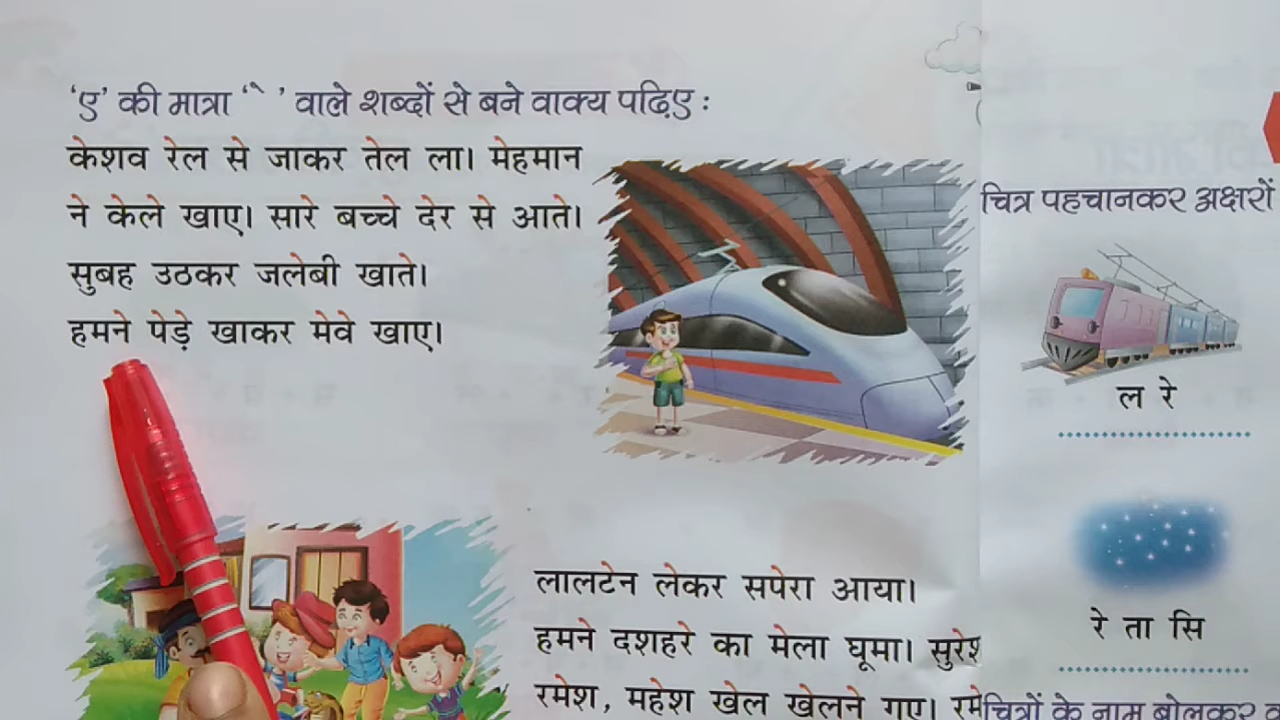 'ए' की मात्रा 'े' वाले शब्दों से बने वाक्य पढ़िए :
केशव रेल से जाकर तेल ला। मेहमान
ने केले खाए। सारे बच्चे देर से आते।
सुबह उठकर जलेबी खाते।
हमने पेड़े खाकर मेवे खाए।
लालटेन लेकर सपेरा आया।
हमने दशहरे का मेला घूमा।
रमेश, महेश खेल खेलने गए।
चित्र पहचानकर अक्षरों
ल रे
रे ता सि
चित्रों के नाम बोलकर